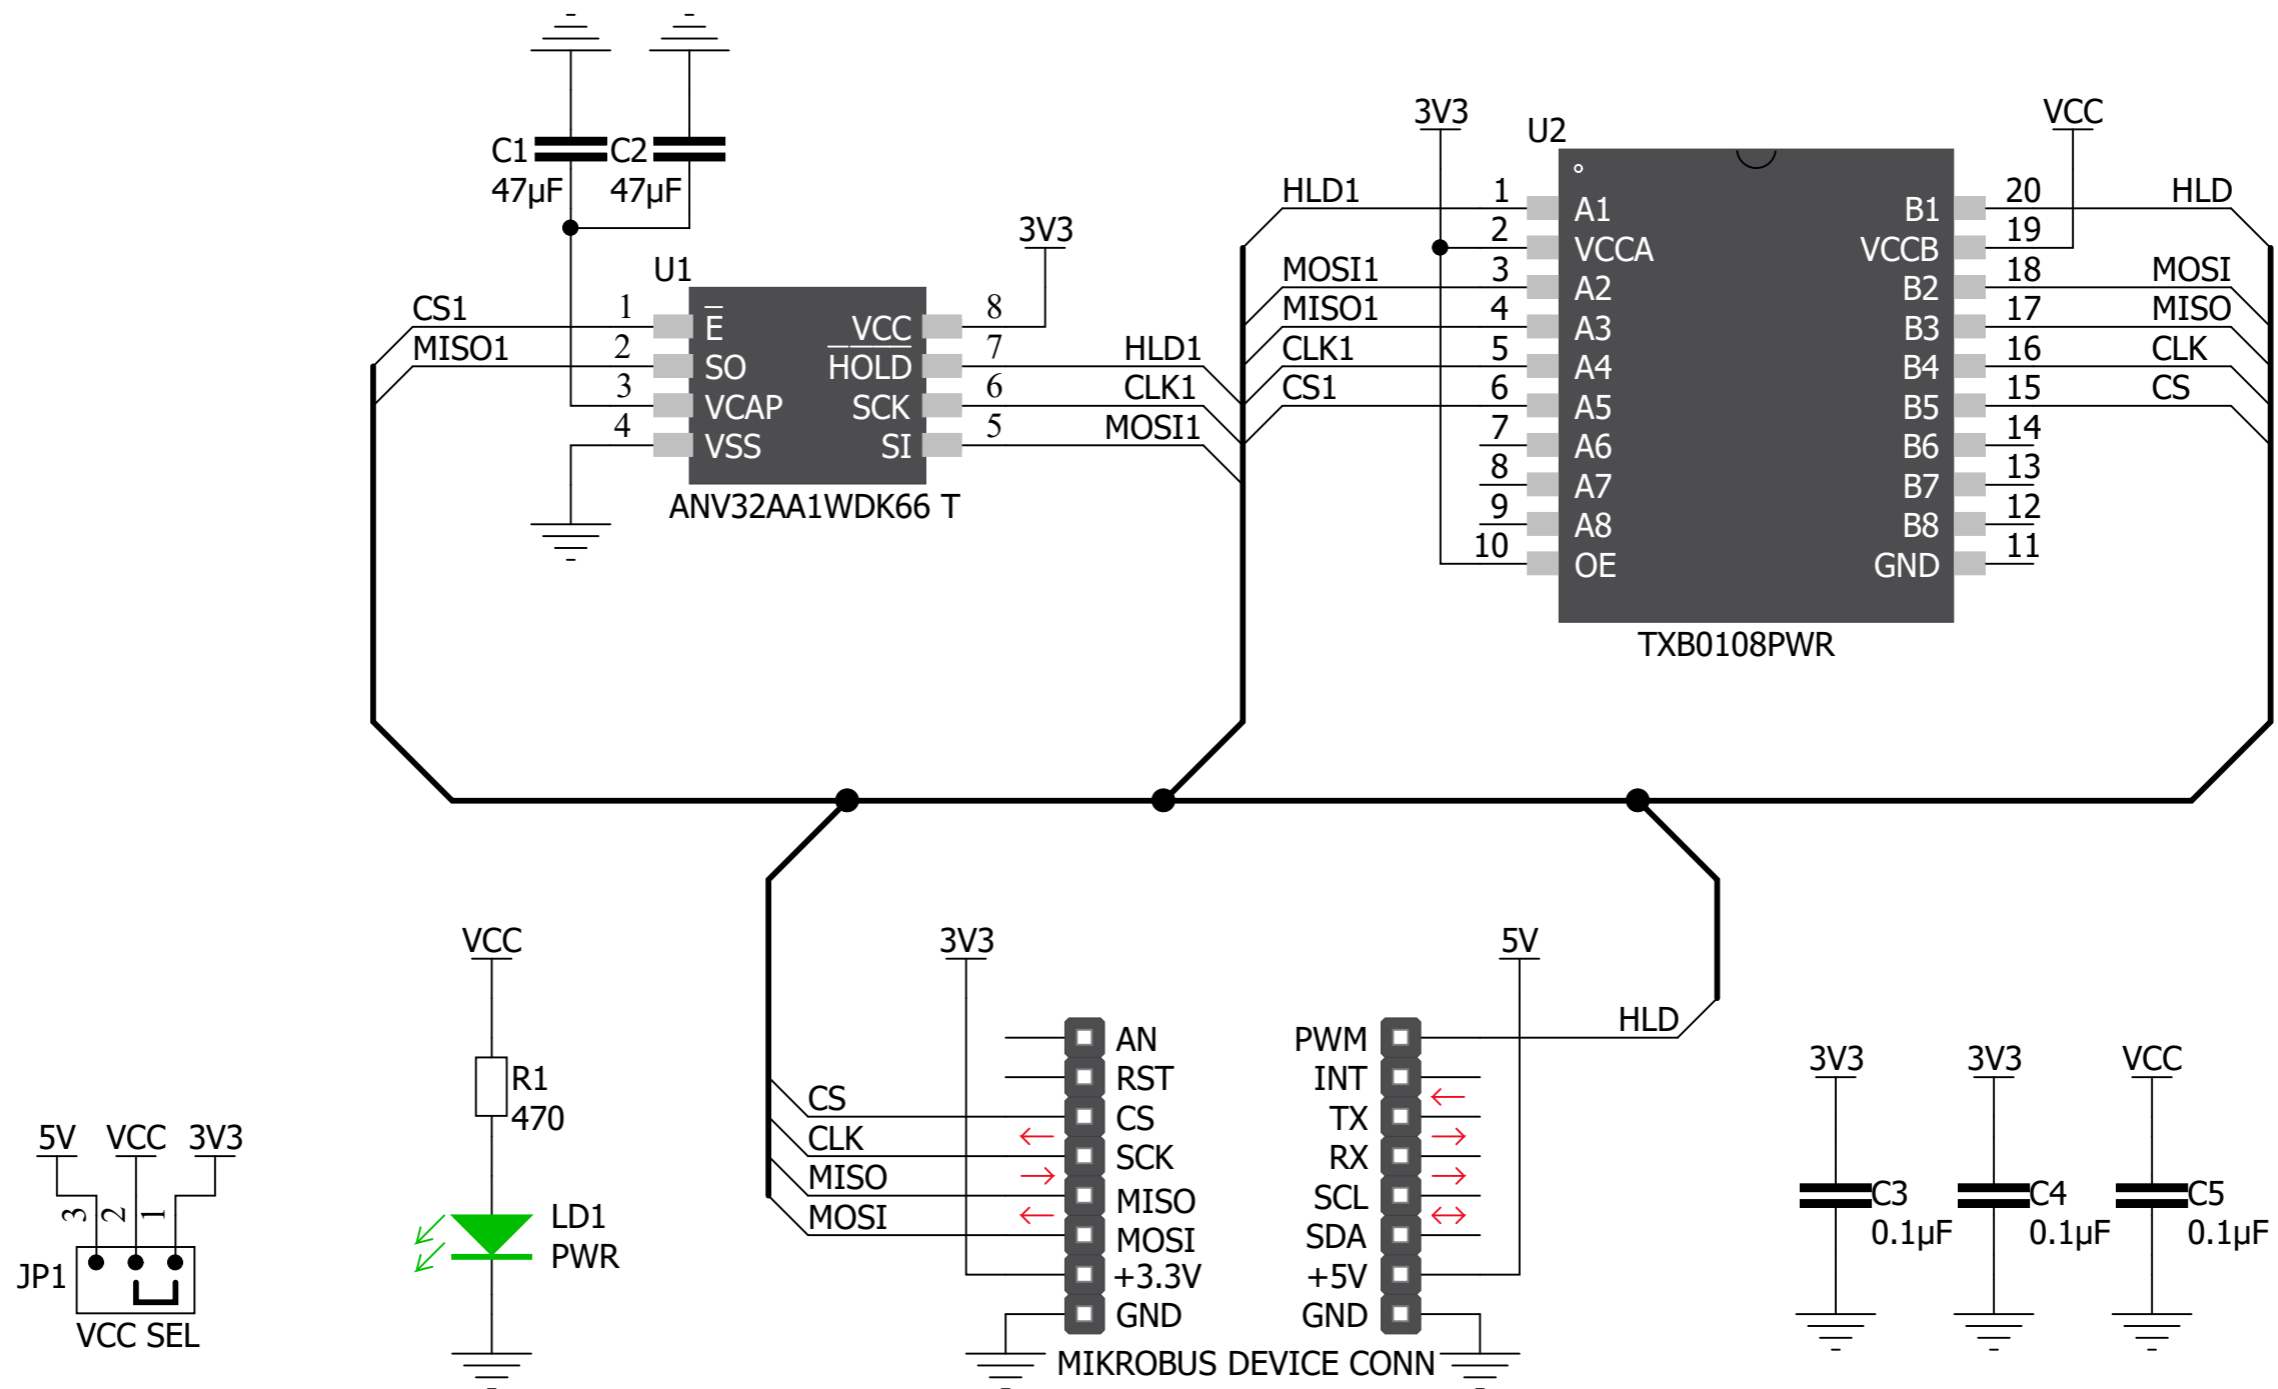 C1
47µF
C2
47µF
U1
3V3
CS1
1
E
VCC
8
MISO1
2
SO
HOLD
7
HLD1
3
VCAP
SCK
6
CLK1
4
VSS
SI
5
MOSI1
ANV32AA1WDK66 T
3V3
U2
VCC
HLD1
1
A1
B1
20
HLD
2
VCCA
VCCB
19
MOSI1
3
A2
B2
18
MOSI
MISO1
4
A3
B3
17
MISO
CLK1
5
A4
B4
16
CLK
CS1
6
A5
B5
15
CS
7
A6
B6
14
8
A7
B7
13
9
A8
B8
12
10
OE
GND
11
TXB0108PWR
5V
VCC
3V3
3
2
1
JP1
VCC SEL
VCC
R1
470
LD1
PWR
3V3
5V
HLD
AN
PWM
RST
INT
CS
CS
TX
CLK
SCK
RX
MISO
MISO
SCL
MOSI
MOSI
SDA
+3.3V
+5V
GND
GND
MIKROBUS DEVICE CONN
3V3
C3
0.1µF
3V3
C4
0.1µF
VCC
C5
0.1µF